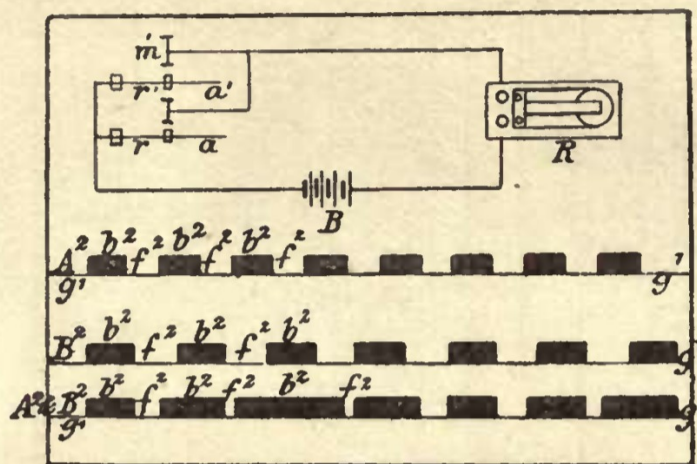 m'
r' a'
r a
R
B
A² b² f² b² f² b² f²
g' g'
b² b² b²
B² f² f² g
A²& B² b² f² b² f² b² f²
g' g